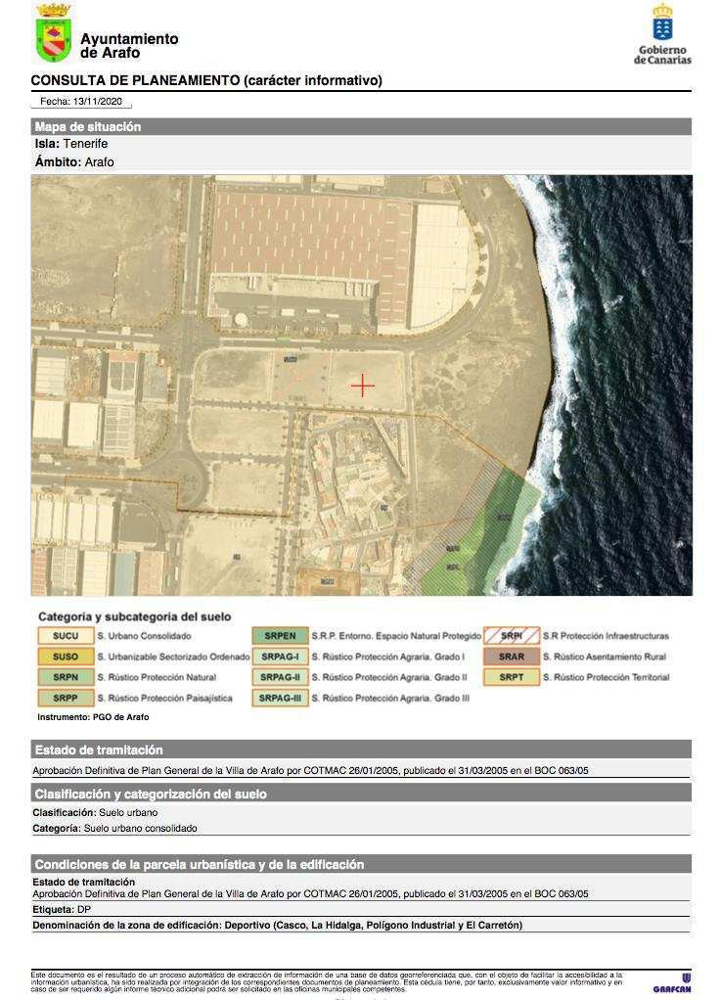 Ayuntamiento
de Arafo
Gobierno
de Canarias
CONSULTA DE PLANEAMIENTO (carácter informativo)
Fecha: 13/11/2020
Mapa de situación
Isla: Tenerife
Ámbito: Arafo
Categoría y subcategoría del suelo
SUCU S. Urbano Consolidado SRPEN S.R.P. Entorno. Espacio Natural Protegido SRPI S.R Protección Infraestructuras
SUSO S. Urbanizable Sectorizado Ordenado SRPAG-I S. Rústico Protección Agraria. Grado I SRAR S. Rústico Asentamiento Rural
SRPN S. Rústico Protección Natural SRPAG-II S. Rústico Protección Agraria. Grado II SRPT S. Rústico Protección Territorial
SRPP S. Rústico Protección Paisajística SRPAG-III S. Rústico Protección Agraria. Grado III
Instrumento: PGO de Arafo
Estado de tramitación
Aprobación Definitiva de Plan General de la Villa de Arafo por COTMAC 26/01/2005, publicado el 31/03/2005 en el BOC 063/05
Clasificación y categorización del suelo
Clasificación: Suelo urbano
Categoría: Suelo urbano consolidado
Condiciones de la parcela urbanística y de la edificación
Estado de tramitación
Aprobación Definitiva de Plan General de la Villa de Arafo por COTMAC 26/01/2005, publicado el 31/03/2005 en el BOC 063/05
Etiqueta: DP
Denominación de la zona de edificación: Deportivo (Casco, La Hidalga, Polígono Industrial y El Carretón)
Este documento es el resultado de un proceso automático de extracción de información de una base de datos georeferenciada que, con el objeto de facilitar la accesibilidad a la
información urbanística, ha sido realizada por integración de los correspondientes documentos de planeamiento. Esta cédula tiene, por tanto, exclusivamente valor informativo y en
caso de ser requerido algún informe técnico adicional podrá ser solicitado en las oficinas municipales competentes.
GRAFCAN